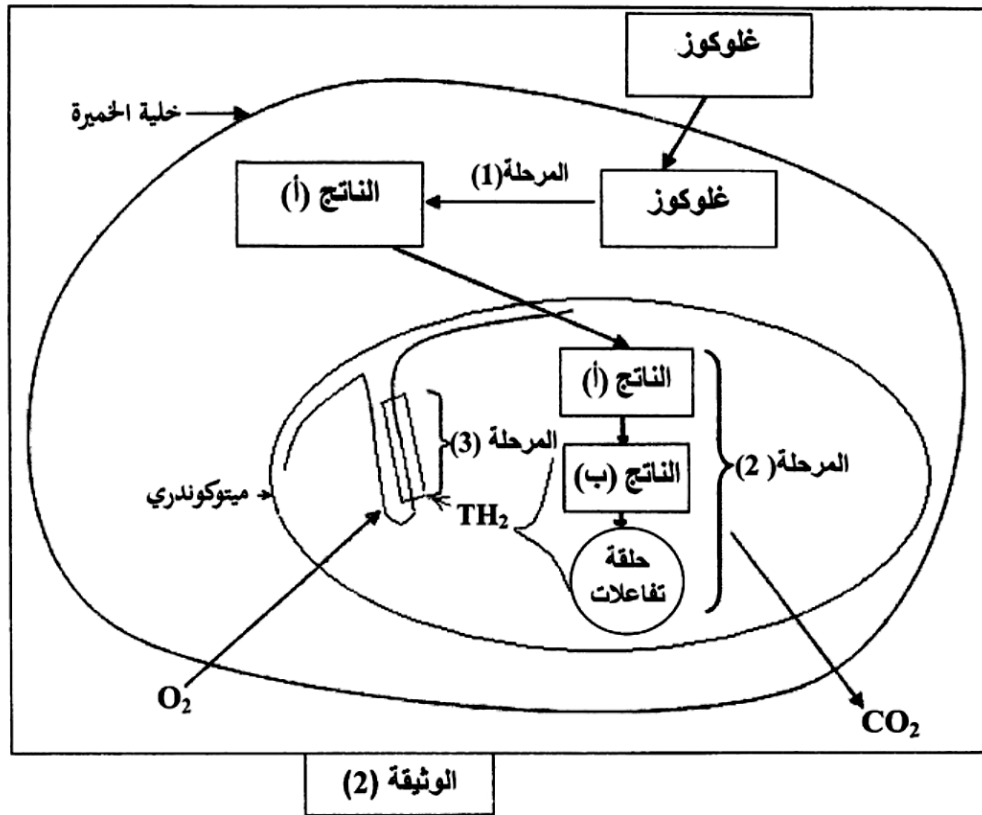 غلوكوز
خلية الخميرة
المرحلة(1)
الناتج (أ)
غلوكوز
الناتج (أ)
المرحلة (3)
المرحلة( 2)
الناتج (ب)
ميتوكوندري
TH₂
حلقة
تفاعلات
O₂
CO₂
الوثيقة (2)